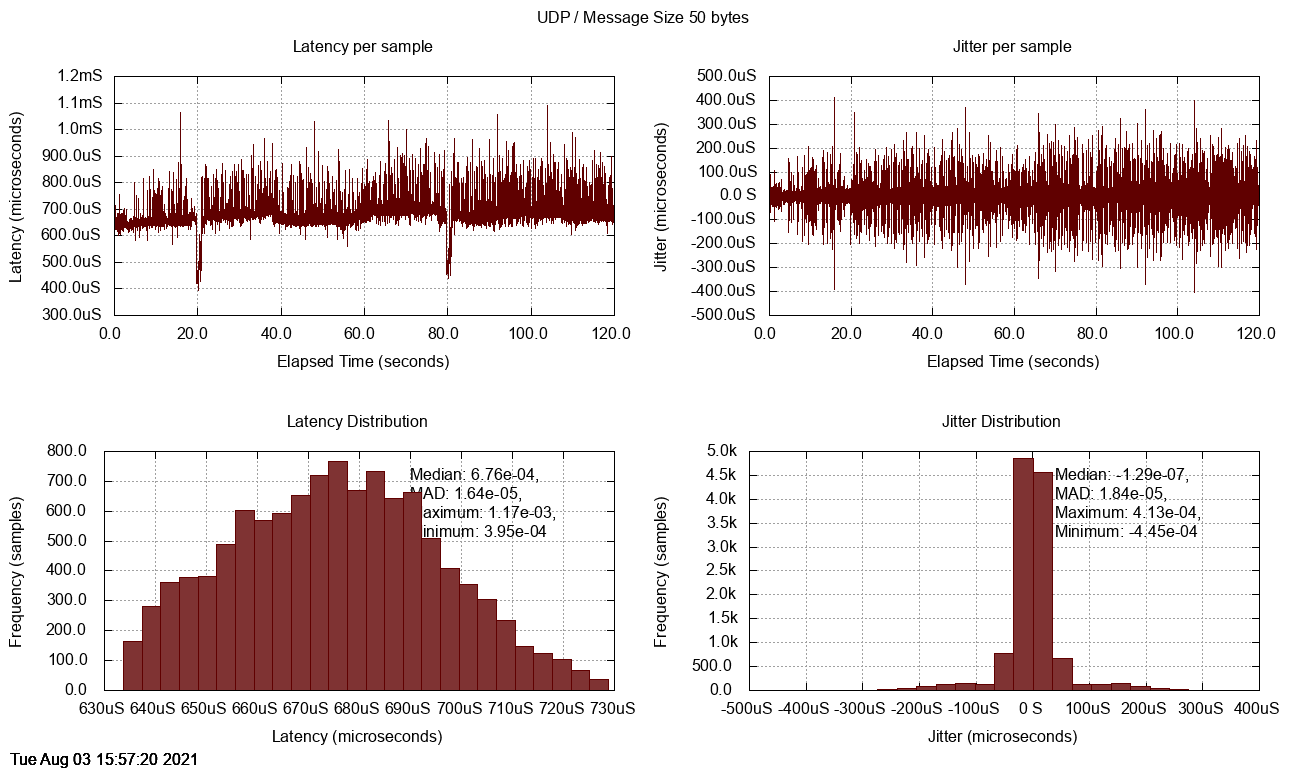 UDP / Message Size 50 bytes
Latency per sample
Latency (microseconds)
1.2mS
1.1mS
1.0mS
900.0uS
800.0uS
700.0uS
600.0uS
500.0uS
400.0uS
300.0uS
0.0 20.0 40.0 60.0 80.0 100.0 120.0
Elapsed Time (seconds)
Jitter per sample
Jitter (microseconds)
500.0uS
400.0uS
300.0uS
200.0uS
100.0uS
0.0 S
-100.0uS
-200.0uS
-300.0uS
-400.0uS
-500.0uS
0.0 20.0 40.0 60.0 80.0 100.0 120.0
Elapsed Time (seconds)
Latency Distribution
Frequency (samples)
800.0
700.0
600.0
500.0
400.0
300.0
200.0
100.0
0.0
Median: 6.76e-04,
MAD: 1.64e-05,
Maximum: 1.17e-03,
Minimum: 3.95e-04
630uS 640uS 650uS 660uS 670uS 680uS 690uS 700uS 710uS 720uS 730uS
Latency (microseconds)
Jitter Distribution
Frequency (samples)
5.0k
4.5k
4.0k
3.5k
3.0k
2.5k
2.0k
1.5k
1.0k
500.0
0.0
Median: -1.29e-07,
MAD: 1.84e-05,
Maximum: 4.13e-04,
Minimum: -4.45e-04
-500uS -400uS -300uS -200uS -100uS 0 S 100uS 200uS 300uS 400uS
Jitter (microseconds)
Tue Aug 03 15:57:20 2021